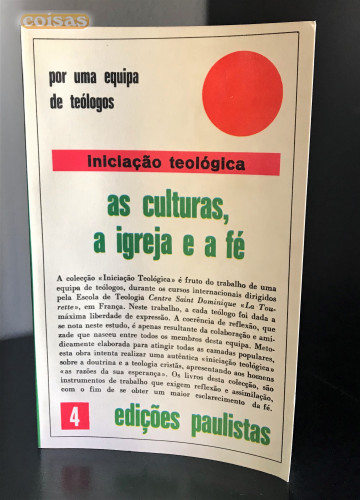 coisas
por uma equipa
de teólogos
iniciação teológica
as culturas,
a igreja e a fé
A colecção «Iniciação Teológica» é fruto do trabalho de uma
equipa de teólogos, durante os cursos internacionais dirigidos
pela Escola de Teologia Centre Saint Dominique «La Tou-
rette», em França. Neste trabalho, a cada teólogo foi dada a
máxima liberdade de expressão. A coerência de reflexão, que
se nota neste estudo, é apenas resultante da colaboração e ami-
zade que nasceu entre todos os membros desta equipa. Meto-
dicamente elaborada para atingir todas as camadas populares,
esta obra intenta realizar uma autêntica «iniciação teológica»
sobre a doutrina e a teologia cristãs, apresentando aos homens
«as razões da sua esperança». Os livros desta colecção, são
instrumentos de trabalho que exigem reflexão e assimilação,
com o fim de se obter um maior esclarecimento da fé.
4 edições paulistas